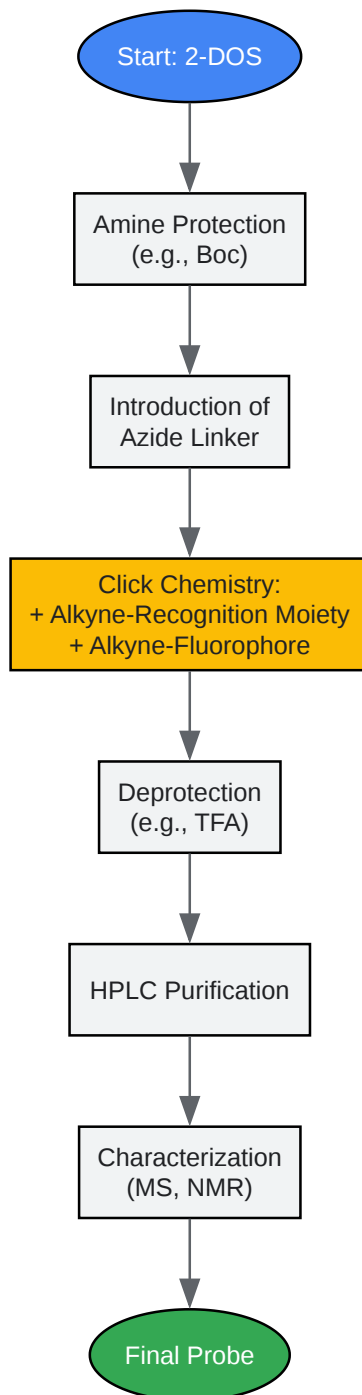 Start: 2-DOS
Amine Protection
(e.g., Boc)
Introduction of
Azide Linker
Click Chemistry:
+ Alkyne-Recognition Moiety
+ Alkyne-Fluorophore
Deprotection
(e.g., TFA)
HPLC Purification
Characterization
(MS, NMR)
Final Probe